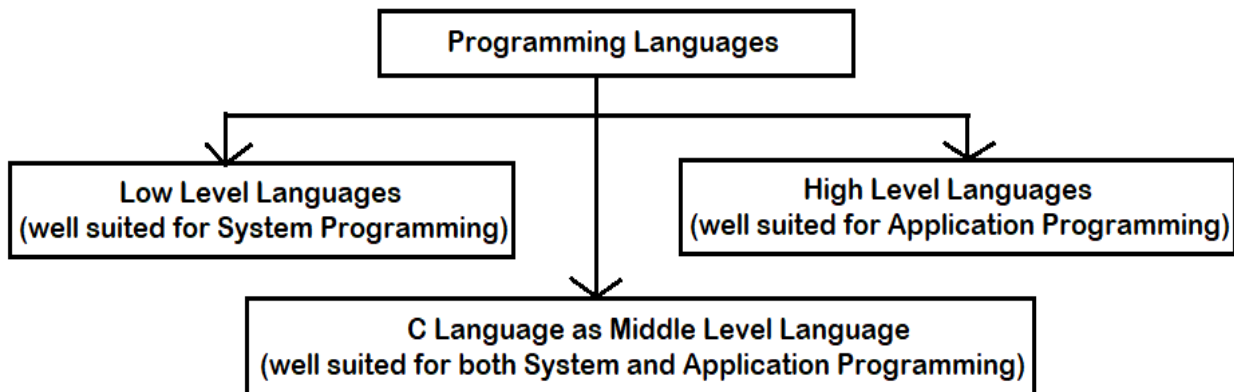 Programming Languages
Low Level Languages
(well suited for System Programming)
High Level Languages
(well suited for Application Programming)
C Language as Middle Level Language
(well suited for both System and Application Programming)